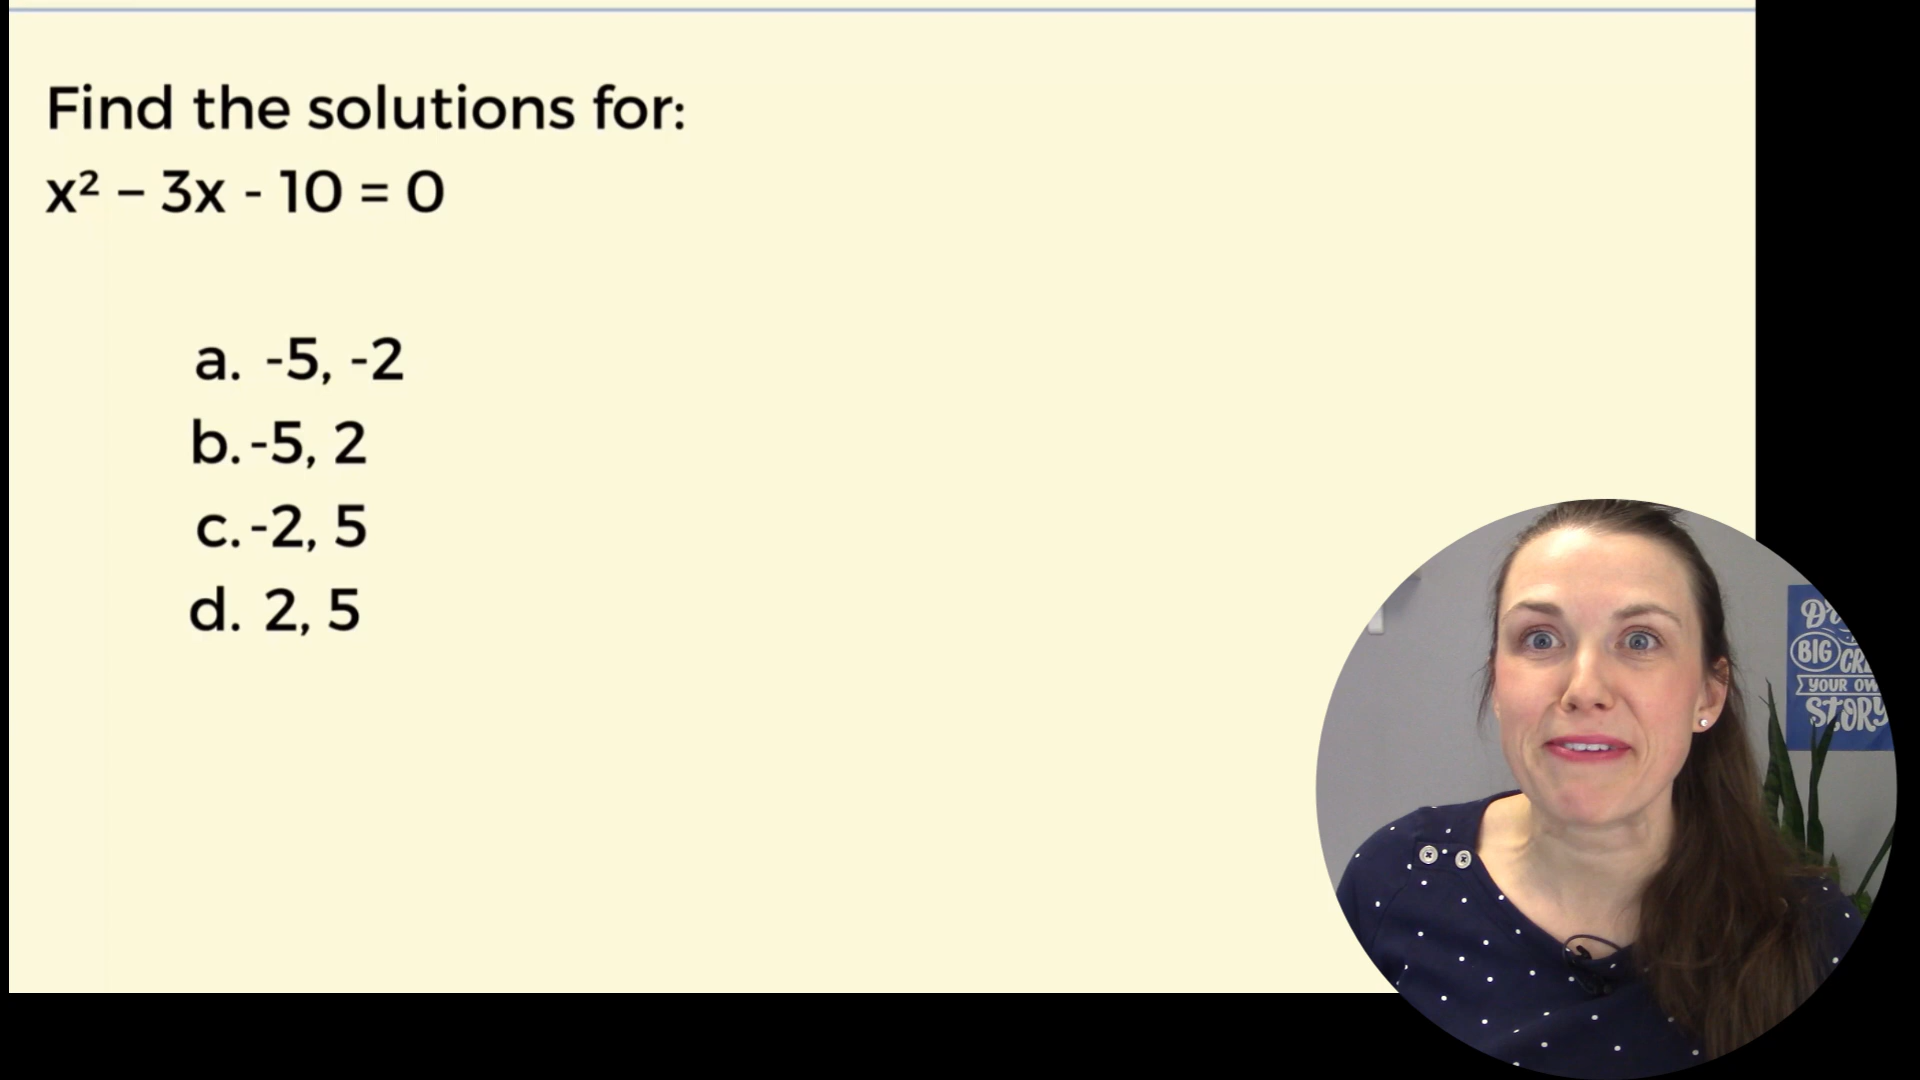 Find the solutions for:
x² – 3x - 10 = 0
a. -5, -2
b. -5, 2
c. -2, 5
d. 2, 5
BIG
YOUR
STORY